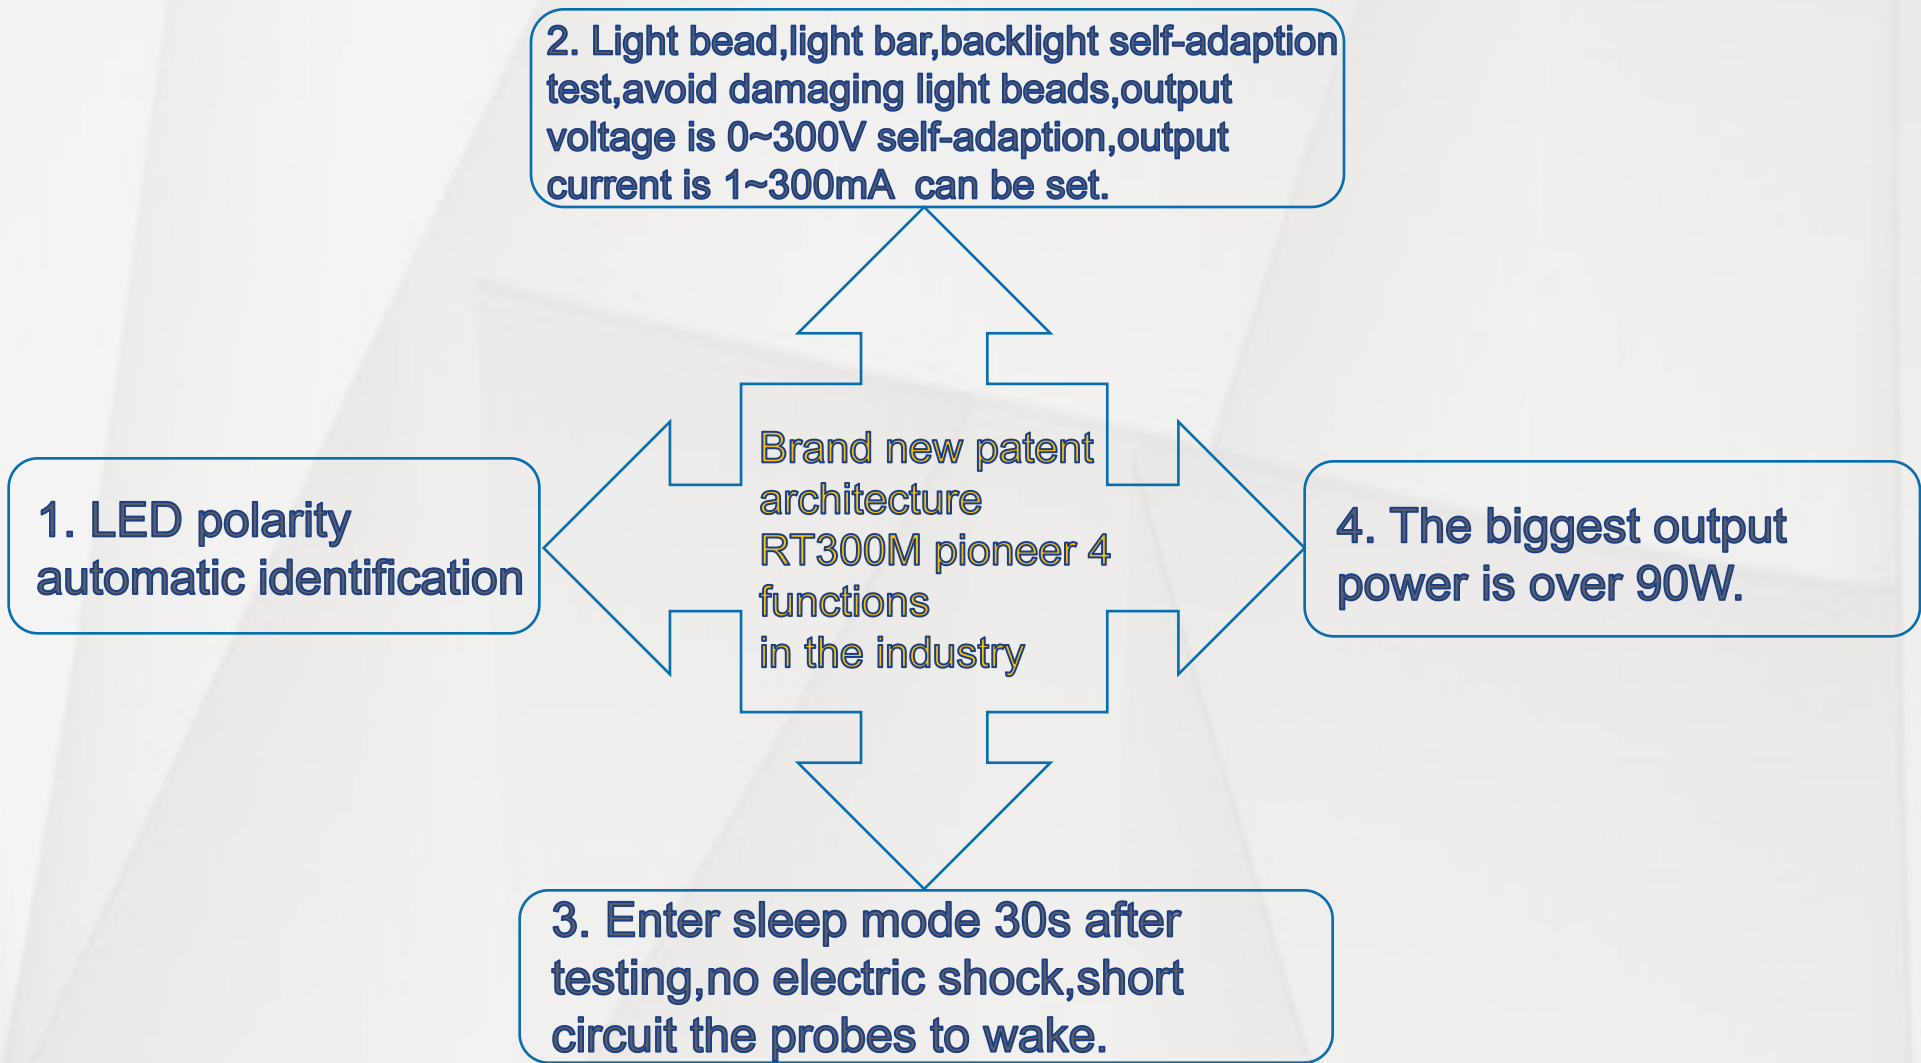 2. Light bead,light bar,backlight self-adaption
test,avoid damaging light beads,output
voltage is 0~300V self-adaption,output
current is 1~300mA  can be set.
Brand new patent
architecture
RT300M pioneer 4
functions
in the industry
1. LED polarity
automatic identification
4. The biggest output
power is over 90W.
3. Enter sleep mode 30s after
testing,no electric shock,short
circuit the probes to wake.